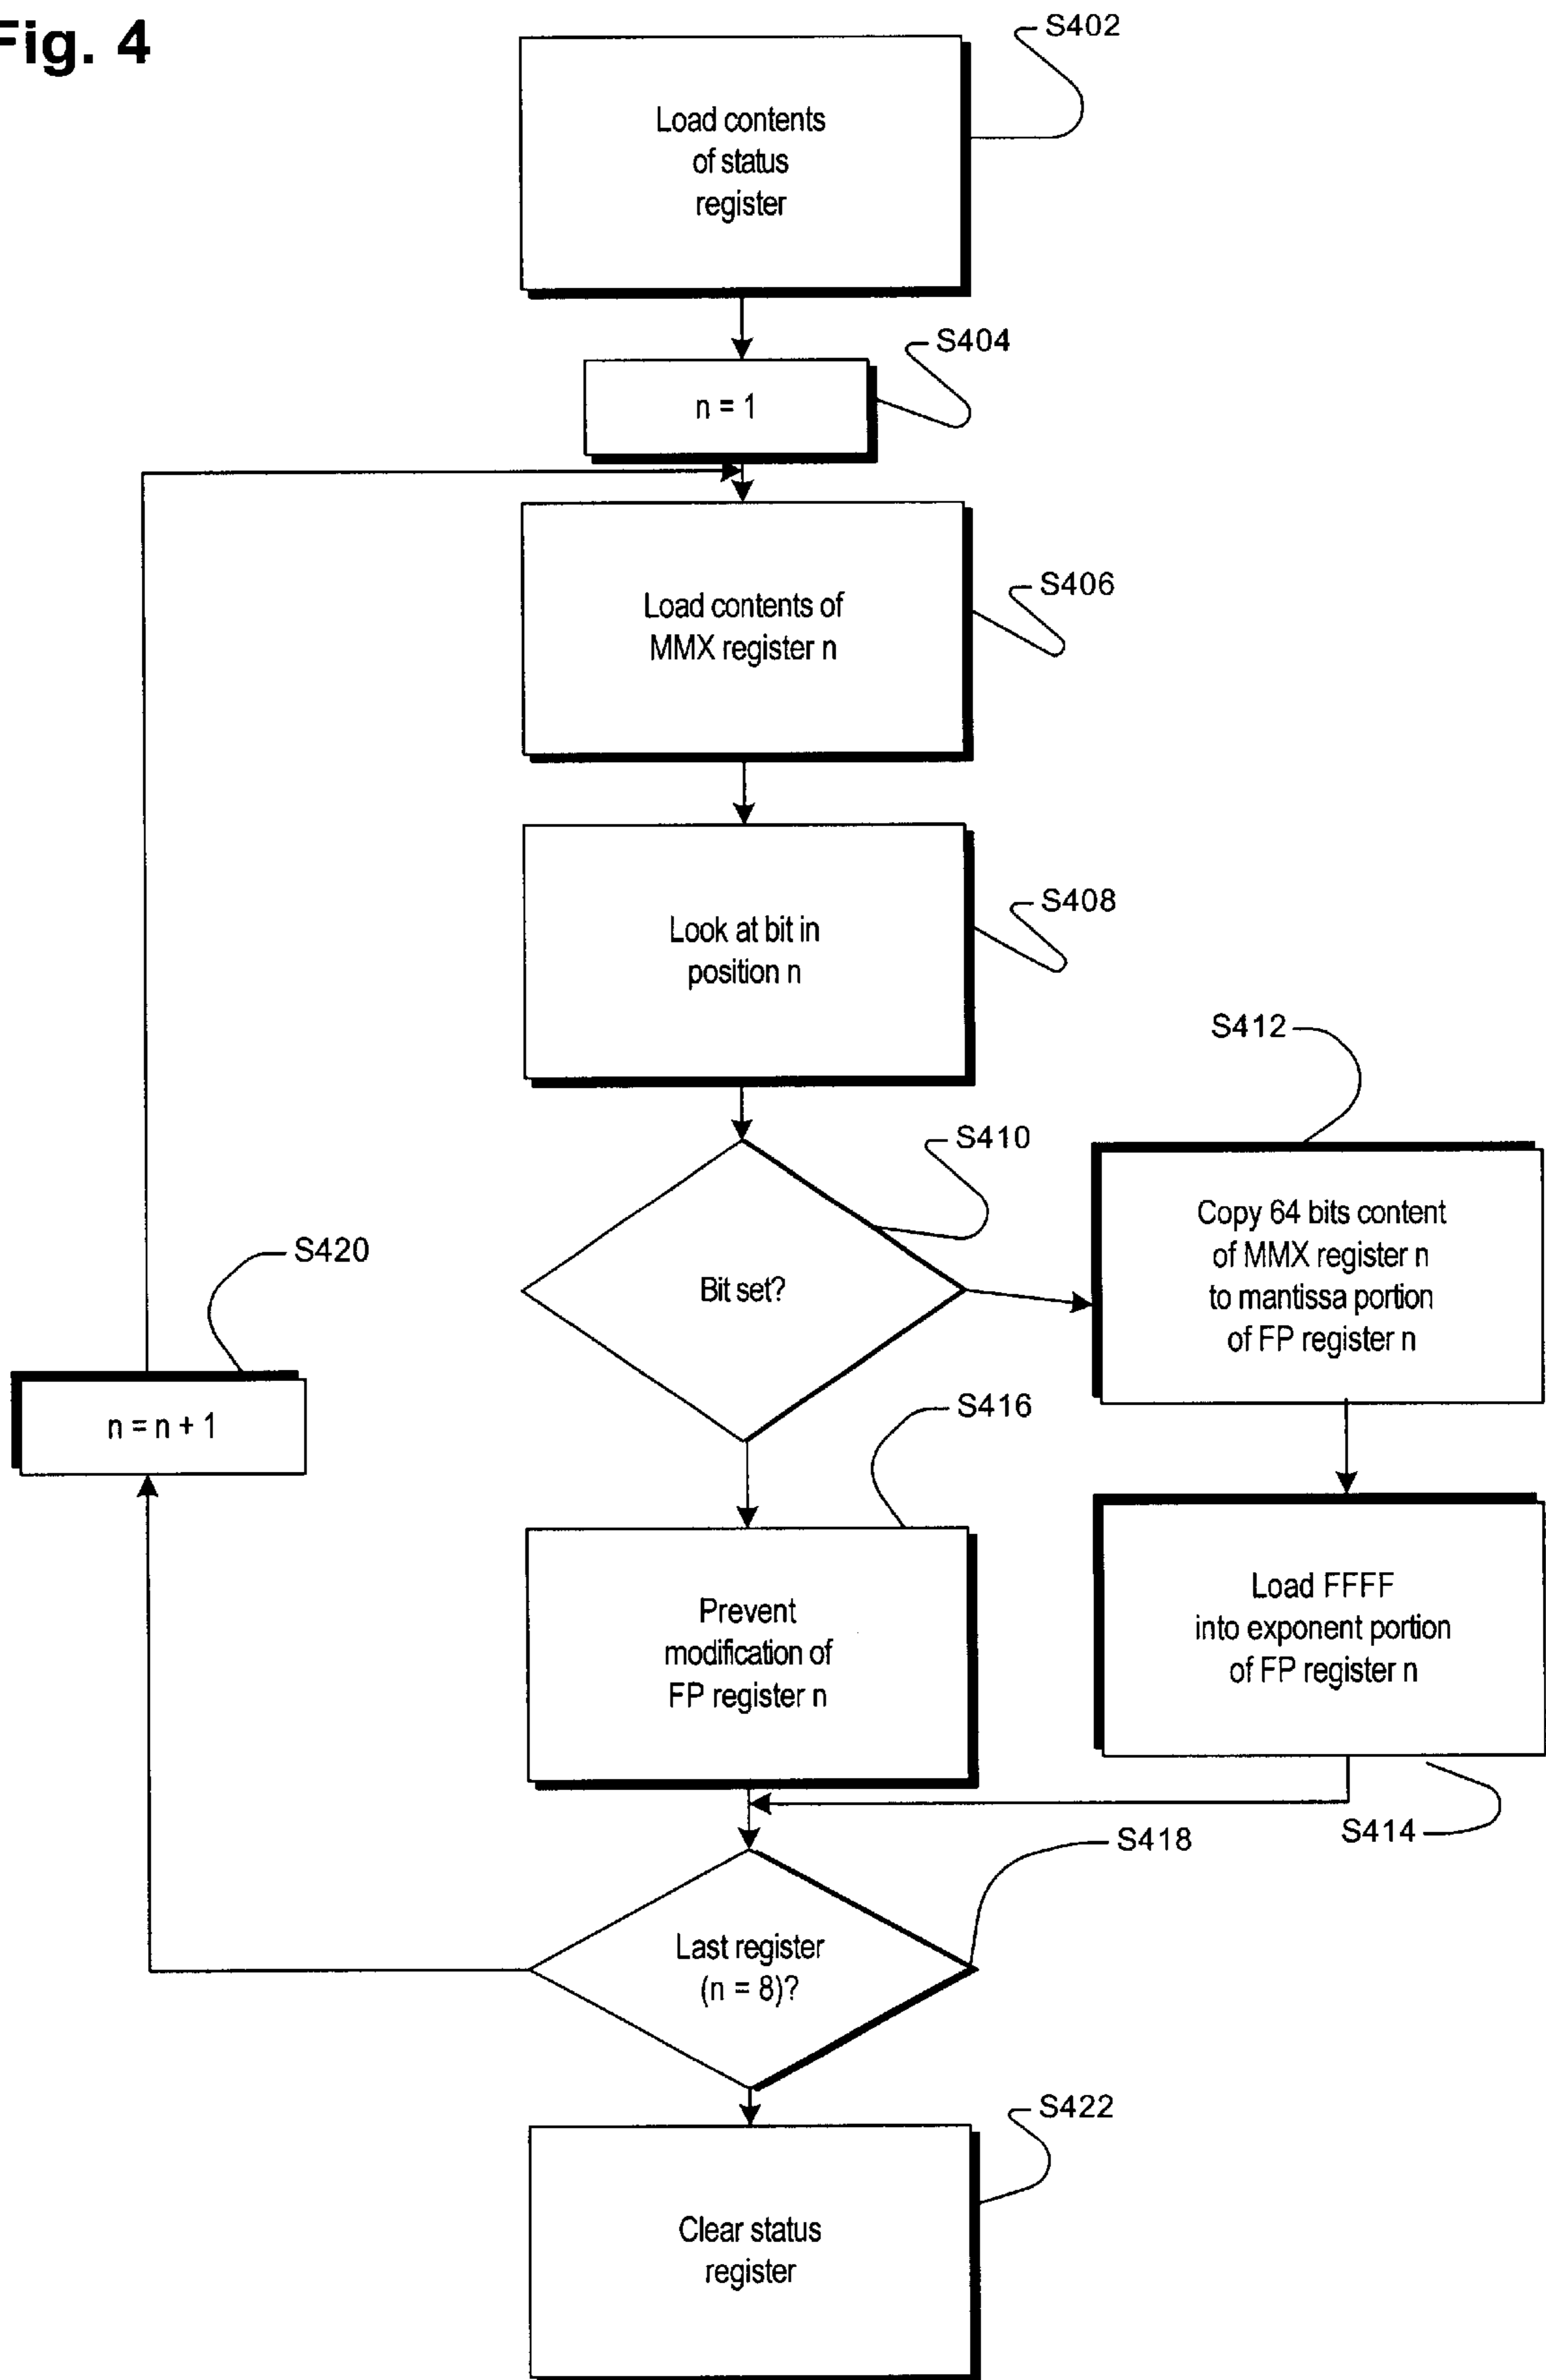 Fig. 4
S402
Load contents
of status
register
S404
n = 1
S406
Load contents of
MMX register n
S408
Look at bit in
position n
S410
Bit set?
S412
Copy 64 bits content
of MMX register n
to mantissa portion
of FP register n
S420
n = n + 1
S416
Prevent
modification of
FP register n
Load FFFF
into exponent portion
of FP register n
S414
S418
Last register
(n = 8)?
S422
Clear status
register